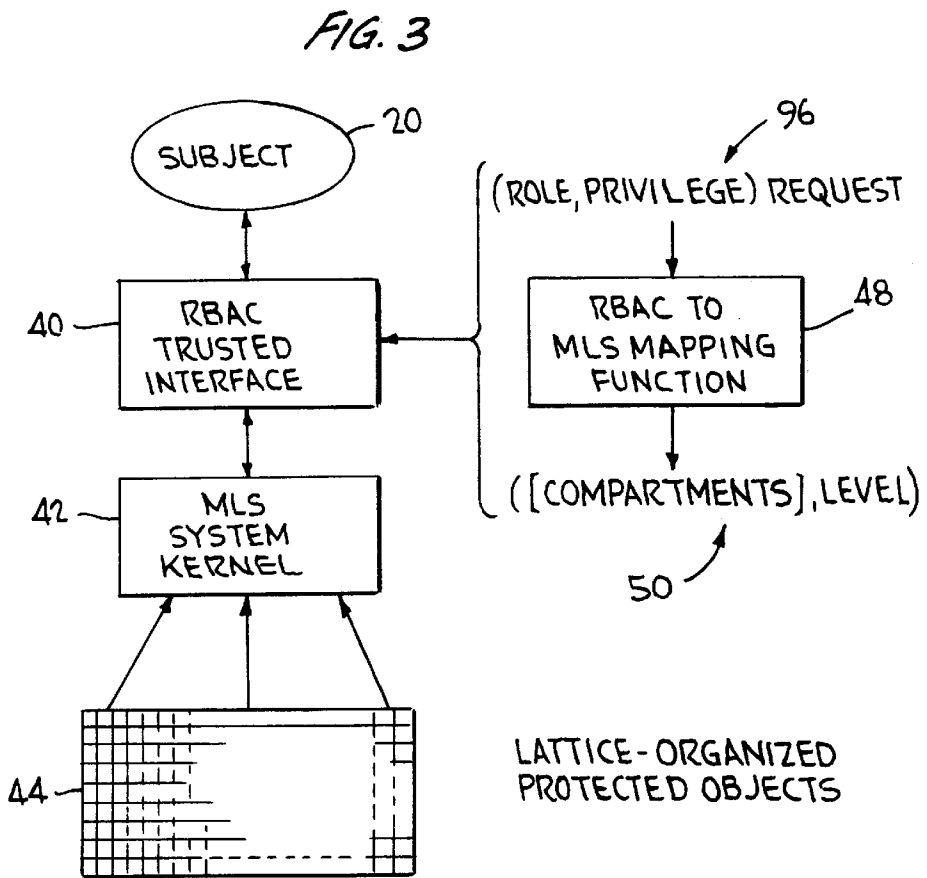 FIG. 3
SUBJECT
20
96
(ROLE, PRIVILEGE) REQUEST
40
RBAC
TRUSTED
INTERFACE
RBAC TO
MLS MAPPING
FUNCTION
48
42
MLS
SYSTEM
KERNEL
([COMPARTMENTS], LEVEL)
50
44
LATTICE-ORGANIZED
PROTECTED OBJECTS